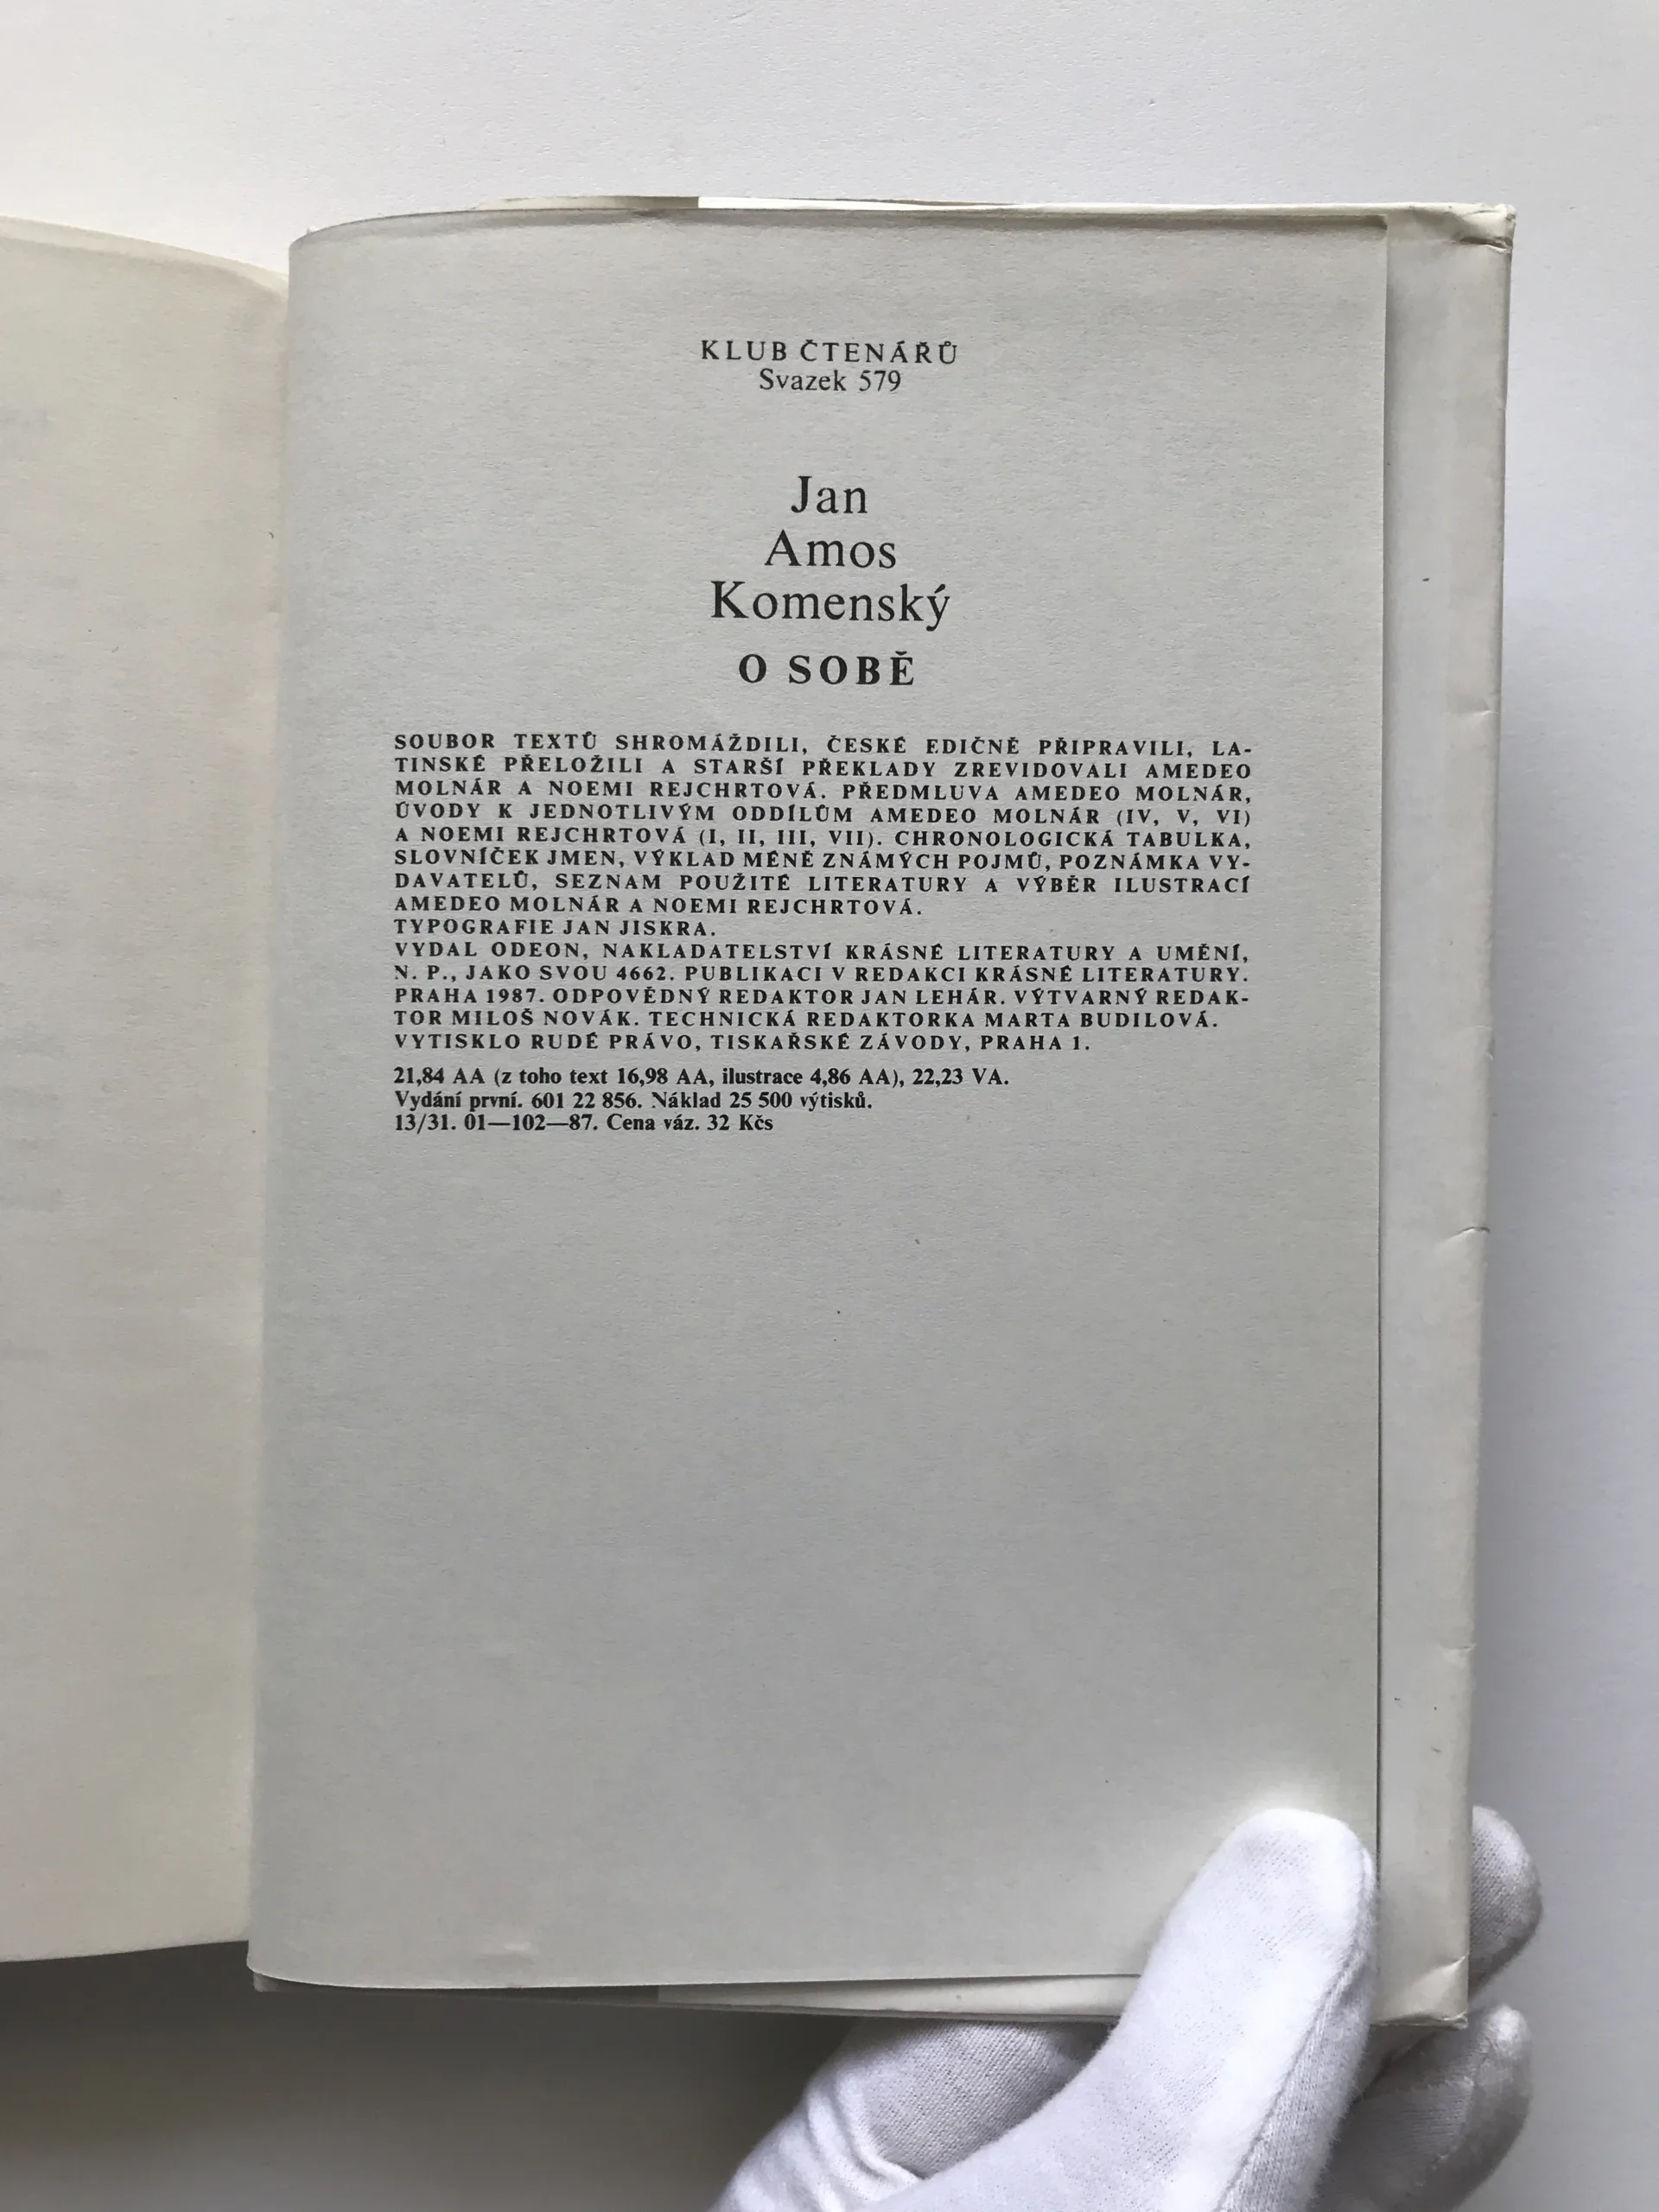 KLUB ČTENÁŘŮ
Svazek 579
Jan
Amos
Komenský
O SOBĚ
SOUBOR TEXTŮ SHROMÁŽDILI, ČESKÉ EDIČNĚ PŘIPRAVILI, LA-
TINSKÉ PŘELOŽILI A STARŠÍ PŘEKLADY ZREVIDOVALI AMEDEO
MOLNÁR A NOEMI REJCHRTOVÁ. PŘEDMLUVA AMEDEO MOLNÁR,
ÚVODY K JEDNOTLIVÝM ODDÍLŮM AMEDEO MOLNÁR (IV, V, VI)
A NOEMI REJCHRTOVÁ (I, II, III, VII). CHRONOLOGICKÁ TABULKA,
SLOVNÍČEK JMEN, VÝKLAD MÉNĚ ZNÁMÝCH POJMŮ, POZNÁMKA VY-
DAVATELŮ, SEZNAM POUŽITÉ LITERATURY A VÝBĚR ILUSTRACÍ
AMEDEO MOLNÁR A NOEMI REJCHRTOVÁ.
TYPOGRAFIE JAN JISKRA.
VYDAL ODEON, NAKLADATELSTVÍ KRÁSNÉ LITERATURY A UMĚNÍ,
N. P., JAKO SVOU 4662. PUBLIKACI V REDAKCI KRÁSNÉ LITERATURY.
PRAHA 1987. ODPOVĚDNÝ REDAKTOR JAN LEHÁR. VÝTVARNÝ REDAK-
TOR MILOŠ NOVÁK. TECHNICKÁ REDAKTORKA MARTA BUDILOVÁ.
VYTISKLO RUDÉ PRÁVO, TISKAŘSKÉ ZÁVODY, PRAHA 1.
21,84 AA (z toho text 16,98 AA, ilustrace 4,86 AA), 22,23 VA.
Vydání první. 601 22 856. Náklad 25 500 výtisků.
13/31. 01—102—87. Cena váz. 32 Kčs